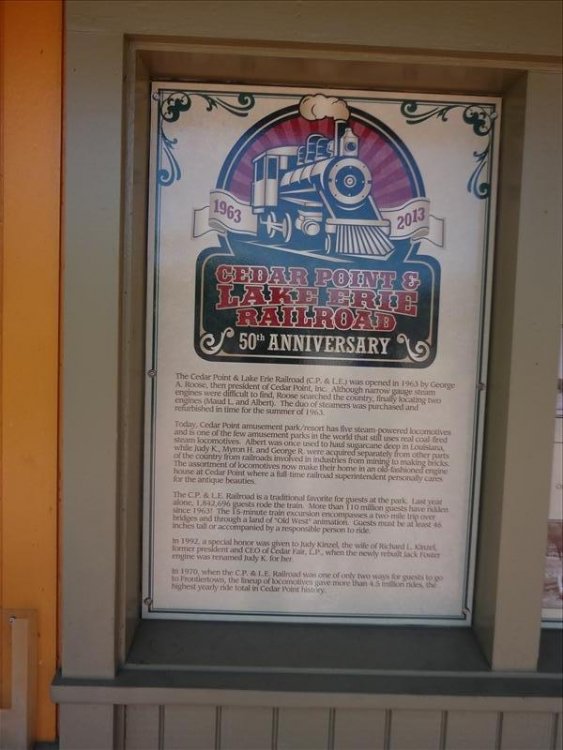 1963
2013
CEDAR POINT &
LAKE ERIE
RAILROAD
50th ANNIVERSARY
The Cedar Point & Lake Erie Railroad (C.P. & L.E.) was opened in 1963 by George
A. Roose, then president of Cedar Point, Inc. Although narrow gauge steam
engines were difficult to find, Roose searched the country, finally locating two
engines (Maud L. and Albert). The duo of steamers was purchased and
refurbished in time for the summer of 1963.
Today, Cedar Point amusement park/resort has five steam-powered locomotives
and is one of the few amusement parks in the world that still uses real coal-fired
steam locomotives. Albert was once used to haul sugarcane deep in Louisiana,
while Judy K., Myron H. and George R. were acquired separately from other parts
of the country from railroads involved in industries from mining to making bricks.
The assortment of locomotives now make their home in an old-fashioned engine
house at Cedar Point where a full-time railroad superintendent personally cares
for the antique beauties.
The C.P. & L.E. Railroad is a traditional favorite for guests at the park. Last year
alone, 1,842,696 guests rode the train. More than 110 million guests have ridden
since 1963! The 15-minute train excursion encompasses a two-mile trip over
bridges and through a land of "Old West" animation. Guests must be at least 46
inches tall or accompanied by a responsible person to ride.
In 1992, a special honor was given to Judy Kinzel, the wife of Richard L. Kinzel,
former president and CEO of Cedar Fair, L.P., when the newly rebuilt Jack Foster
engine was renamed Judy K. for her.
In 1970, when the C.P. & L.E. Railroad was one of only two ways for guests to go
to Frontiertown, the lineup of locomotives gave more than 4.5 million rides, the
highest yearly ride total in Cedar Point history.